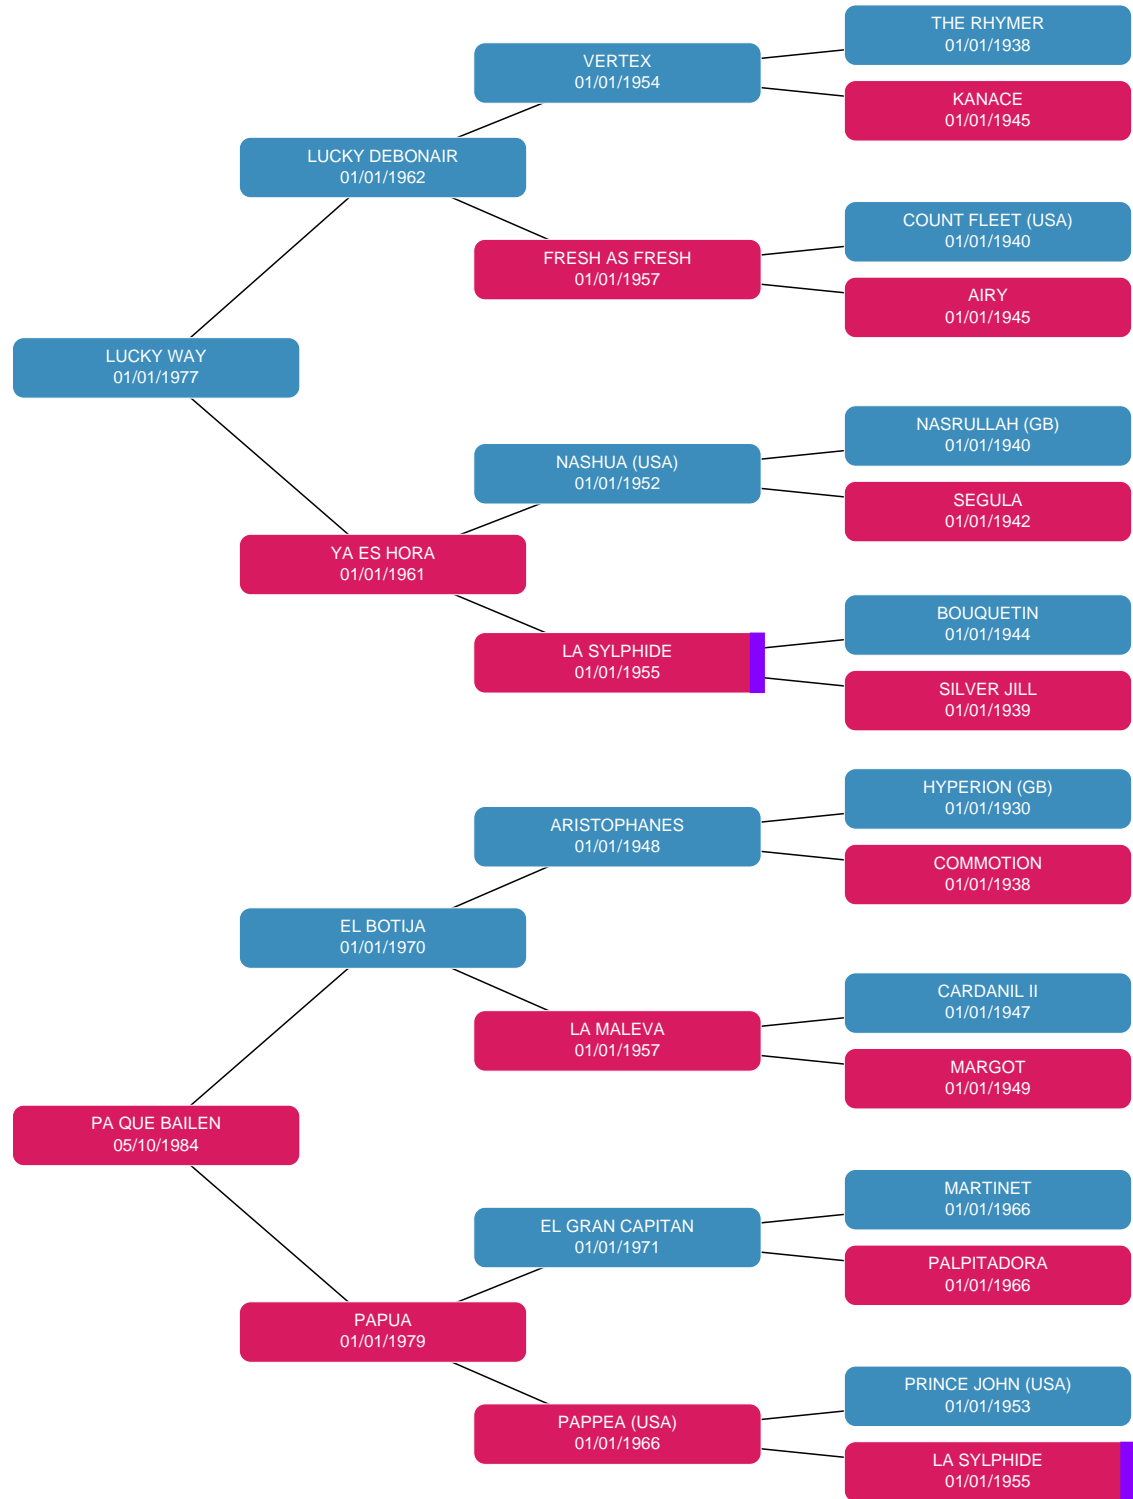 THE RHYMER
01/01/1938
VERTEX
01/01/1954
KANACE
01/01/1945
LUCKY DEBONAIR
01/01/1962
COUNT FLEET (USA)
01/01/1940
FRESH AS FRESH
01/01/1957
AIRY
01/01/1945
LUCKY WAY
01/01/1977
NASRULLAH (GB)
01/01/1940
NASHUA (USA)
01/01/1952
SEGULA
01/01/1942
YA ES HORA
01/01/1961
BOUQUETIN
01/01/1944
LA SYLPHIDE
01/01/1955
SILVER JILL
01/01/1939
HYPERION (GB)
01/01/1930
ARISTOPHANES
01/01/1948
COMMOTION
01/01/1938
EL BOTIJA
01/01/1970
CARDANIL II
01/01/1947
LA MALEVA
01/01/1957
MARGOT
01/01/1949
PA QUE BAILEN
05/10/1984
MARTINET
01/01/1966
EL GRAN CAPITAN
01/01/1971
PALPITADORA
01/01/1966
PAPUA
01/01/1979
PRINCE JOHN (USA)
01/01/1953
PAPPEA (USA)
01/01/1966
LA SYLPHIDE
01/01/1955